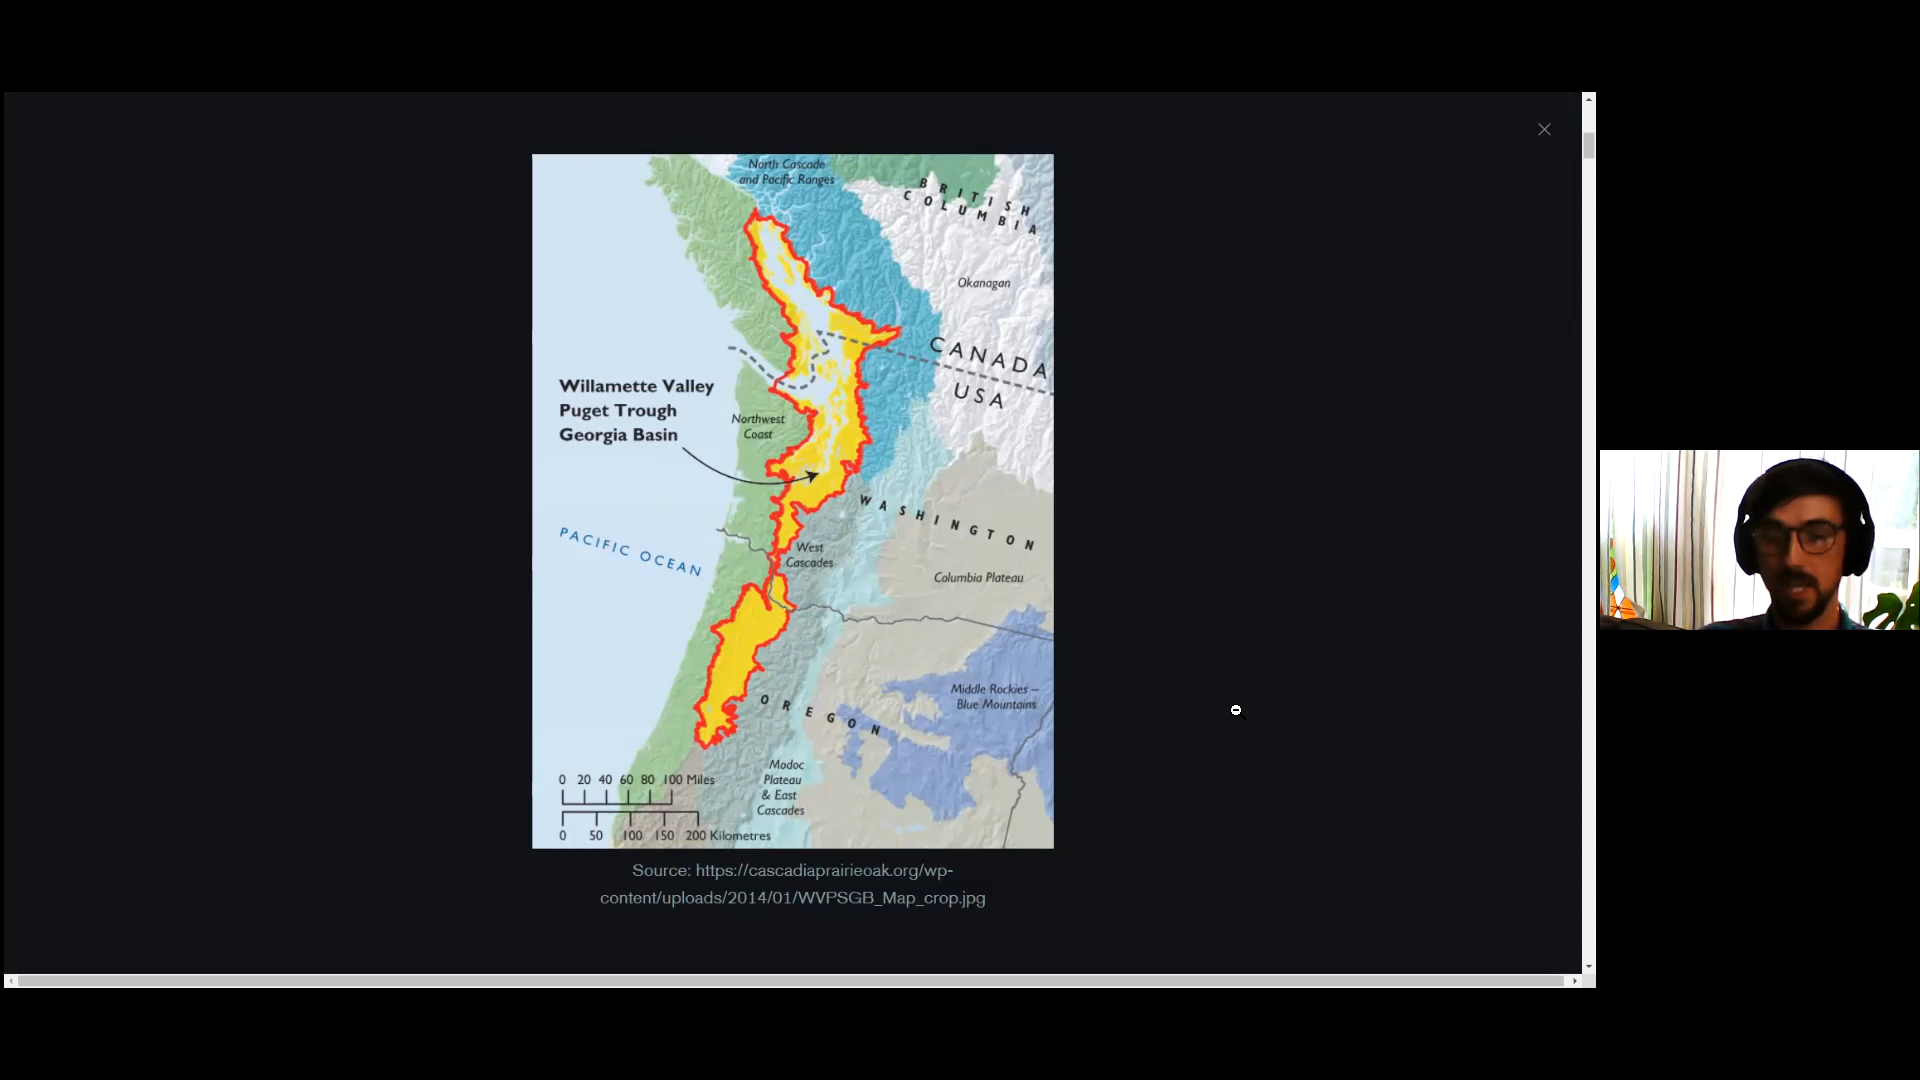 North Cascade
and Pacific Ranges
BRITISH
COLUMBIA
Okanagan
CANADA
USA
Willamette Valley
Puget Trough
Georgia Basin
Northwest
Coast
WASHINGTON
PACIFIC OCEAN
West
Cascades
Columbia Plateau
Middle Rockies –
Blue Mountains
OREGON
Modoc
Plateau
& East
Cascades
0 20 40 60 80 100 Miles
0 50 100 150 200 Kilometres
Source: https://cascadiaprairieoak.org/wp-
content/uploads/2014/01/WVPSGB_Map_crop.jpg